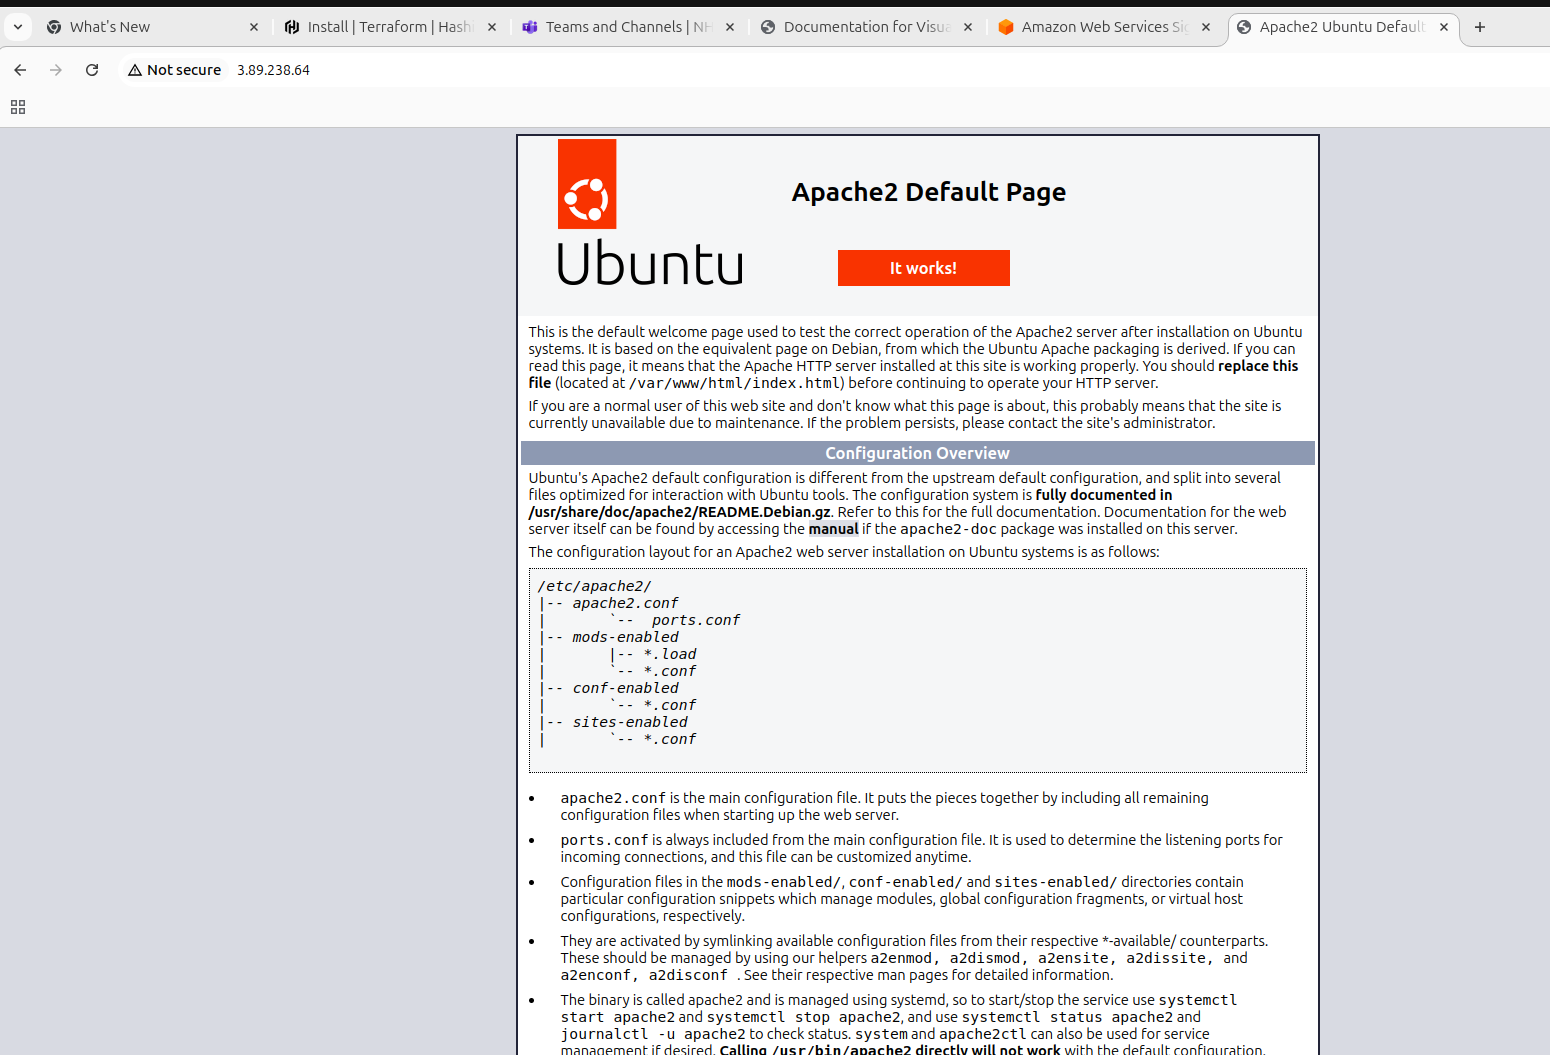 What's New
Install | Terraform | Hashi
Teams and Channels | NH
Documentation for Visua
Amazon Web Services Sig
Apache2 Ubuntu Default
Not secure 3.89.238.64
Apache2 Default Page
Ubuntu
It works!
This is the default welcome page used to test the correct operation of the Apache2 server after installation on Ubuntu
systems. It is based on the equivalent page on Debian, from which the Ubuntu Apache packaging is derived. If you can
read this page, it means that the Apache HTTP server installed at this site is working properly. You should replace this
file (located at /var/www/html/index.html) before continuing to operate your HTTP server.
If you are a normal user of this web site and don't know what this page is about, this probably means that the site is
currently unavailable due to maintenance. If the problem persists, please contact the site's administrator.
Configuration Overview
Ubuntu's Apache2 default configuration is different from the upstream default configuration, and split into several
files optimized for interaction with Ubuntu tools. The configuration system is fully documented in
/usr/share/doc/apache2/README.Debian.gz. Refer to this for the full documentation. Documentation for the web
server itself can be found by accessing the manual if the apache2-doc package was installed on this server.
The configuration layout for an Apache2 web server installation on Ubuntu systems is as follows:
/etc/apache2/
|-- apache2.conf
|       `--  ports.conf
|-- mods-enabled
|       |-- *.load
|       `-- *.conf
|-- conf-enabled
|       `-- *.conf
|-- sites-enabled
|       `-- *.conf
• apache2.conf is the main configuration file. It puts the pieces together by including all remaining
configuration files when starting up the web server.
• ports.conf is always included from the main configuration file. It is used to determine the listening ports for
incoming connections, and this file can be customized anytime.
• Configuration files in the mods-enabled/, conf-enabled/ and sites-enabled/ directories contain
particular configuration snippets which manage modules, global configuration fragments, or virtual host
configurations, respectively.
• They are activated by symlinking available configuration files from their respective *-available/ counterparts.
These should be managed by using our helpers a2enmod, a2dismod, a2ensite, a2dissite, and
a2enconf, a2disconf . See their respective man pages for detailed information.
• The binary is called apache2 and is managed using systemd, so to start/stop the service use systemctl
start apache2 and systemctl stop apache2, and use systemctl status apache2 and
journalctl -u apache2 to check status. system and apache2ctl can also be used for service
management if desired. Calling /usr/bin/apache2 directly will not work with the default configuration.